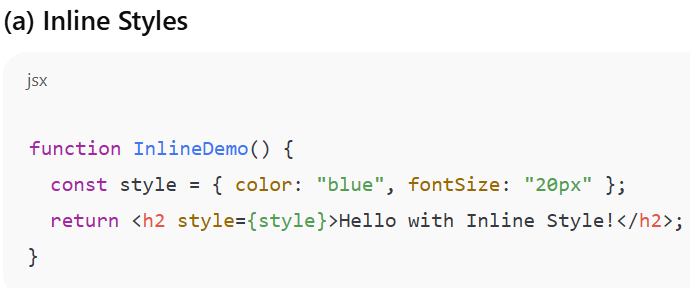 (a) Inline Styles
jsx
function InlineDemo() {
  const style = { color: "blue", fontSize: "20px" };
  return <h2 style={style}>Hello with Inline Style!</h2>;
}